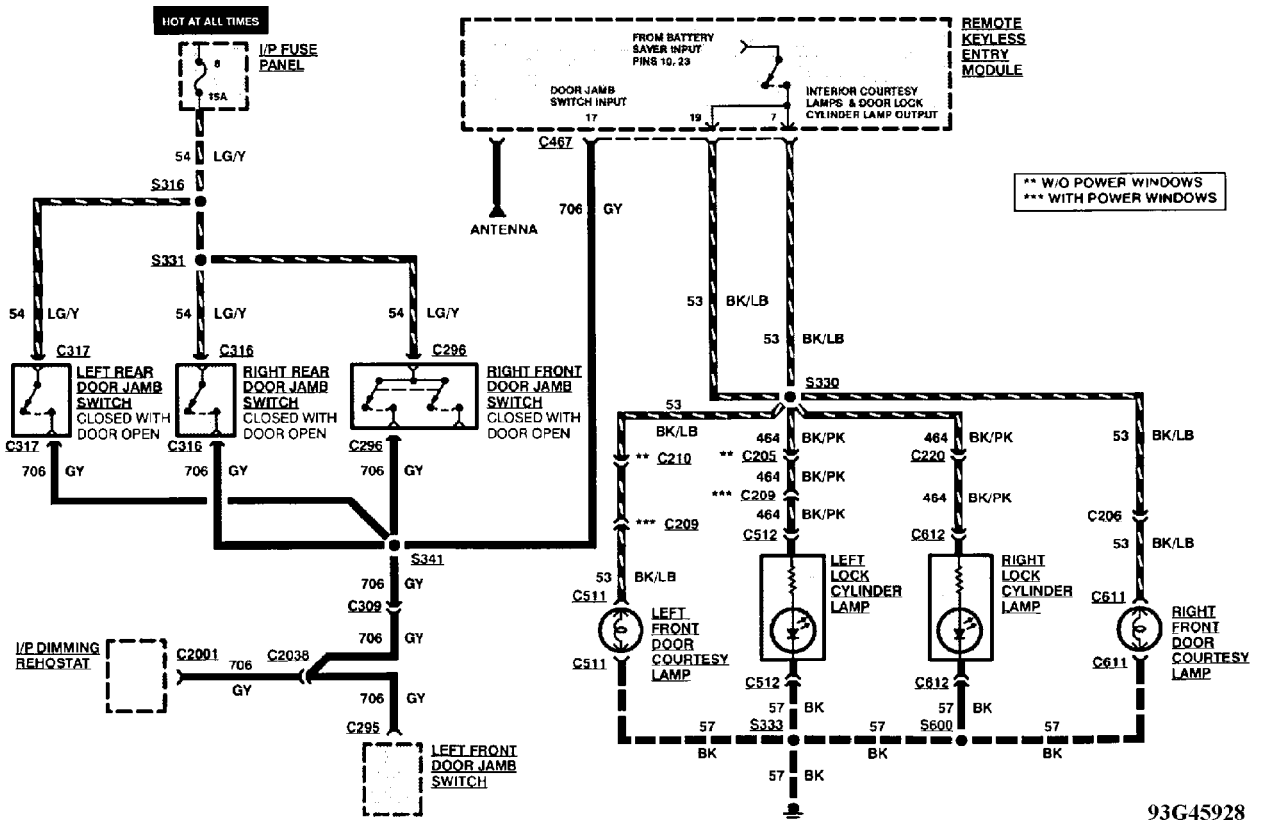 HOT AT ALL TIMES
I/P FUSE
PANEL
8
15A
54 LG/Y
S316
S331
54 LG/Y
54 LG/Y
54 LG/Y
C317
LEFT REAR
DOOR JAMB
SWITCH
CLOSED WITH
DOOR OPEN
C317
706 GY
C316
RIGHT REAR
DOOR JAMB
SWITCH
CLOSED WITH
DOOR OPEN
C316
706 GY
C296
RIGHT FRONT
DOOR JAMB
SWITCH
CLOSED WITH
DOOR OPEN
C296
706 GY
S341
706 GY
C309
706 GY
I/P DIMMING
REHOSTAT
C2001
706
GY
C2038
706 GY
C295
LEFT FRONT
DOOR JAMB
SWITCH
REMOTE
KEYLESS
ENTRY
MODULE
FROM BATTERY
SAVER INPUT
PINS 10, 23
DOOR JAMB
SWITCH INPUT
17
INTERIOR COURTESY
LAMPS & DOOR LOCK
CYLINDER LAMP OUTPUT
19
7
C467
706 GY
ANTENNA
** W/O POWER WINDOWS
*** WITH POWER WINDOWS
53 BK/LB
53 BK/LB
S330
53
BK/LB
** C210
*** C209
53 BK/LB
C511
LEFT
FRONT
DOOR
COURTESY
LAMP
C511
464 BK/PK
** C205
464 BK/PK
*** C209
464 BK/PK
C512
LEFT
LOCK
CYLINDER
LAMP
C512
57 BK
464 BK/PK
C220
464 BK/PK
C612
RIGHT
LOCK
CYLINDER
LAMP
C612
57 BK
53 BK/LB
C206
53 BK/LB
C611
RIGHT
FRONT
DOOR
COURTESY
LAMP
C611
57
BK
S333
57
BK
S600
57
BK
57 BK
93G45928